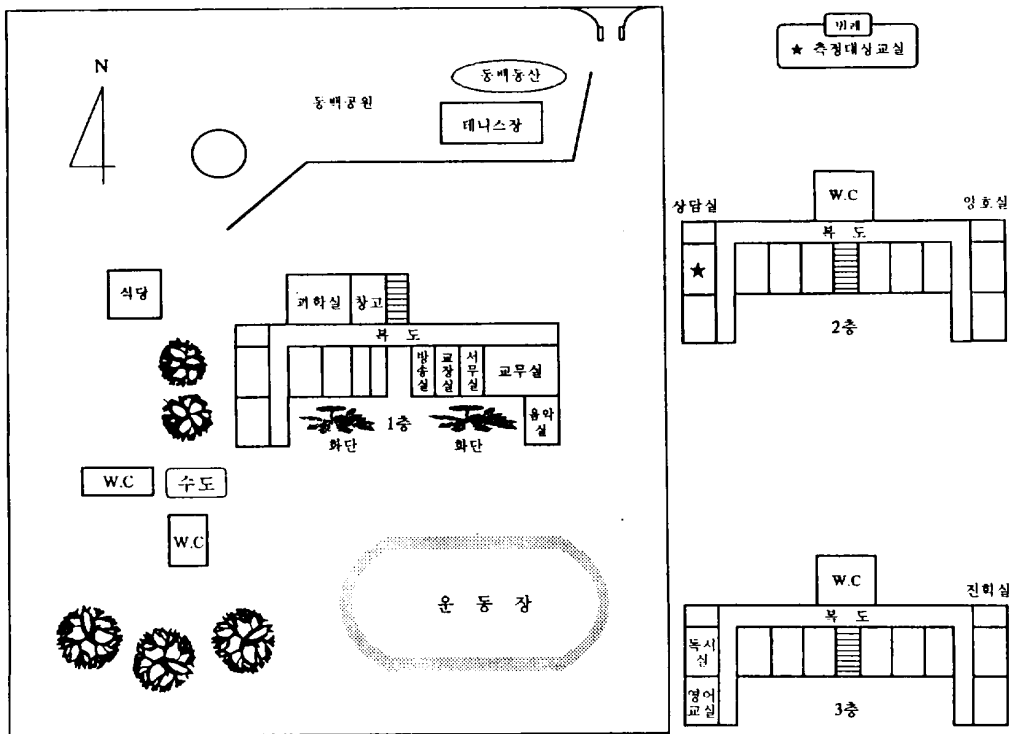 범례
★ 측정대상교실
N
동백동산
동백공원
테니스장
식당
과학실
창고
복도
방송실
교장실
서무실
교무실
음악실
1층
화단
화단
W.C
수도
W.C
운동장
상담실
W.C
양호실
복도
★
2층
W.C
진학실
복도
독서실
영어교실
3층